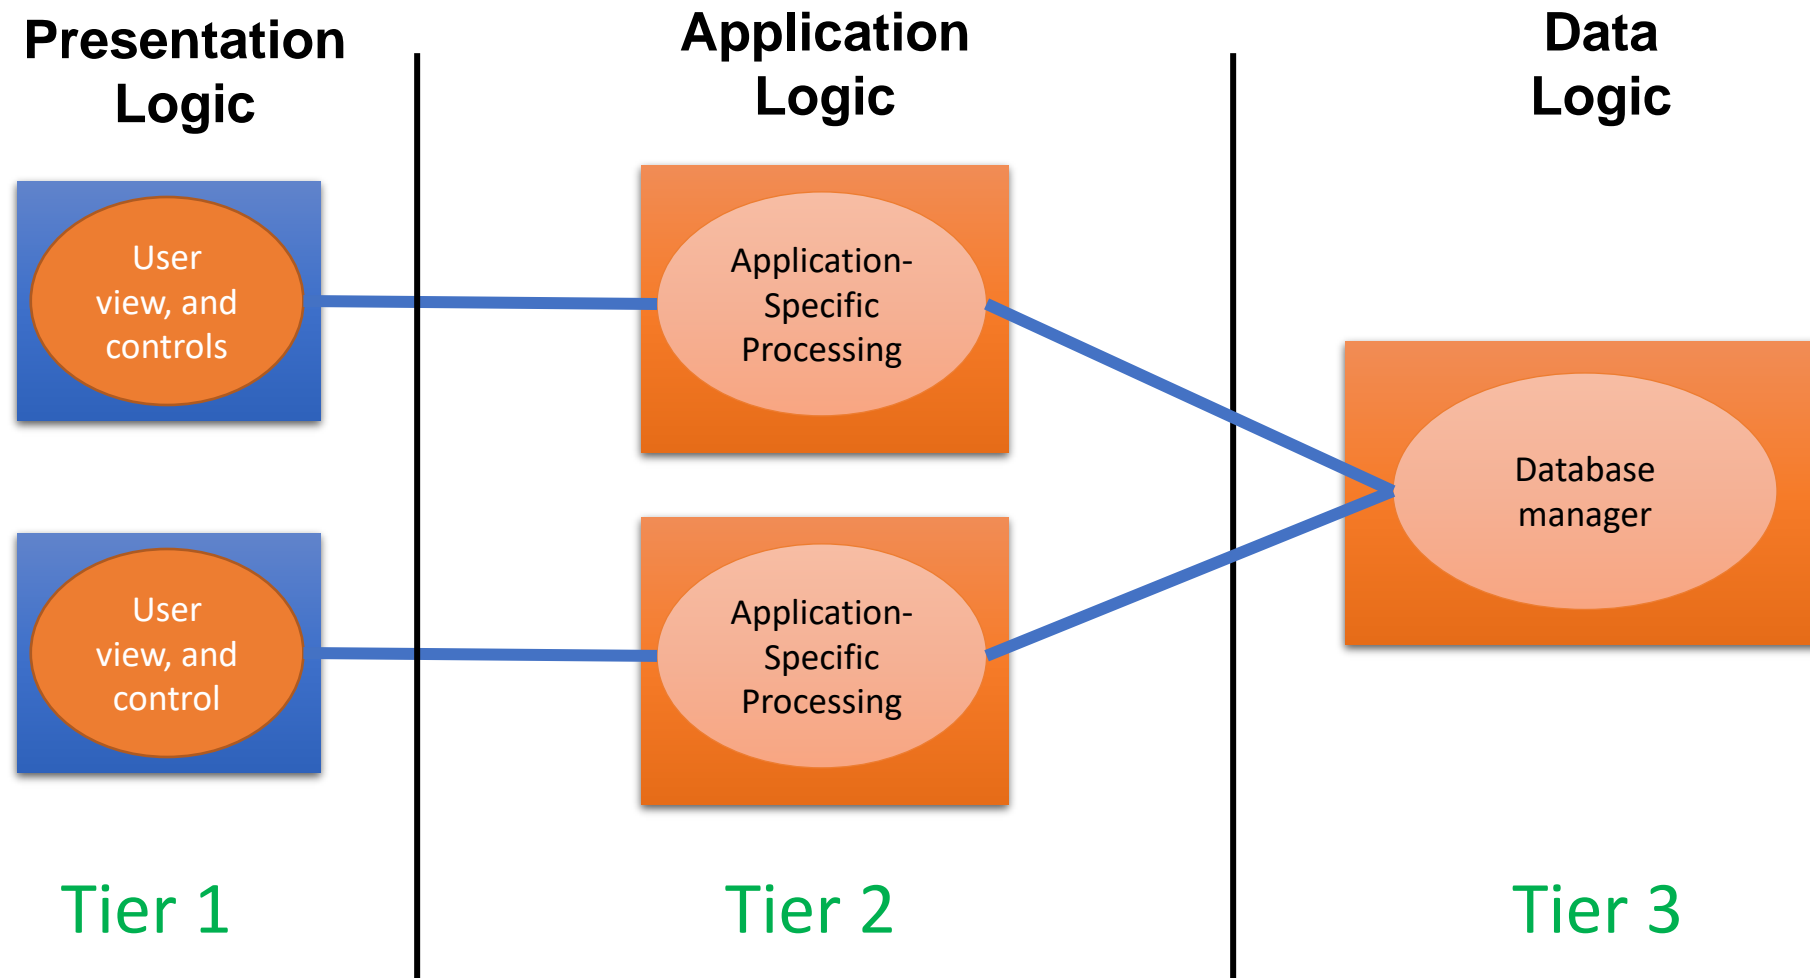 Presentation
Logic
Application
Logic
Data
Logic
User
view, and
controls
Application-
Specific
Processing
Database
manager
User
view, and
control
Application-
Specific
Processing
Tier 1
Tier 2
Tier 3